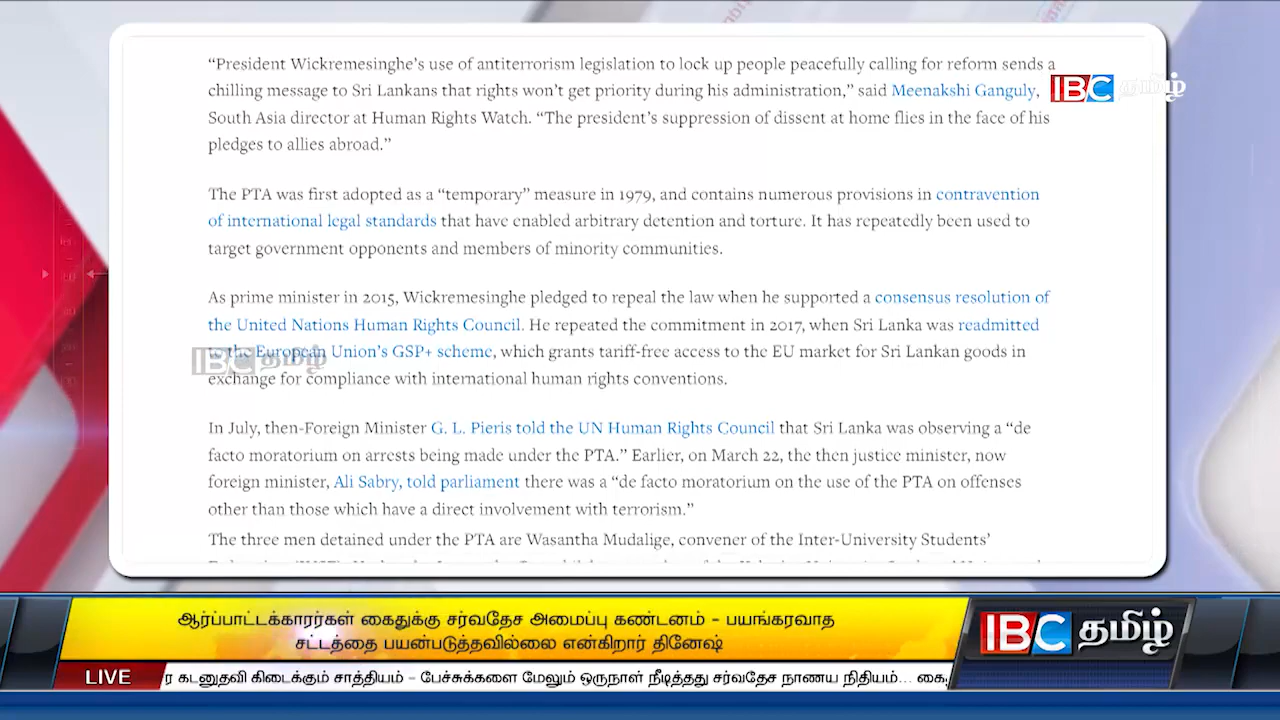 “President Wickremesinghe’s use of antiterrorism legislation to lock up people peacefully calling for reform sends a
chilling message to Sri Lankans that rights won’t get priority during his administration,” said Meenakshi Ganguly,
IBC தமிழ்
South Asia director at Human Rights Watch. “The president’s suppression of dissent at home flies in the face of his
pledges to allies abroad.”
The PTA was first adopted as a “temporary” measure in 1979, and contains numerous provisions in contravention
of international legal standards that have enabled arbitrary detention and torture. It has repeatedly been used to
target government opponents and members of minority communities.
As prime minister in 2015, Wickremesinghe pledged to repeal the law when he supported a consensus resolution of
the United Nations Human Rights Council. He repeated the commitment in 2017, when Sri Lanka was readmitted
the European Union’s GSP+ scheme, which grants tariff-free access to the EU market for Sri Lankan goods in
IBC தமிழ்
exchange for compliance with international human rights conventions.
In July, then-Foreign Minister G. L. Pieris told the UN Human Rights Council that Sri Lanka was observing a “de
facto moratorium on arrests being made under the PTA.” Earlier, on March 22, the then justice minister, now
foreign minister, Ali Sabry, told parliament there was a “de facto moratorium on the use of the PTA on offenses
other than those which have a direct involvement with terrorism.”
The three men detained under the PTA are Wasantha Mudalige, convener of the Inter-University Students’
ஆர்ப்பாட்டக்காரர்கள் கைதுக்கு சர்வதேச அமைப்பு கண்டனம் - பயங்கரவாத
சட்டத்தை பயன்படுத்தவில்லை என்கிறார் தினேஷ்
IBC தமிழ்
LIVE
ர கடனுதவி கிடைக்கும் சாத்தியம் - பேச்சுக்களை மேலும் ஒருநாள் நீடித்தது சர்வதேச நாணய நிதியம்...